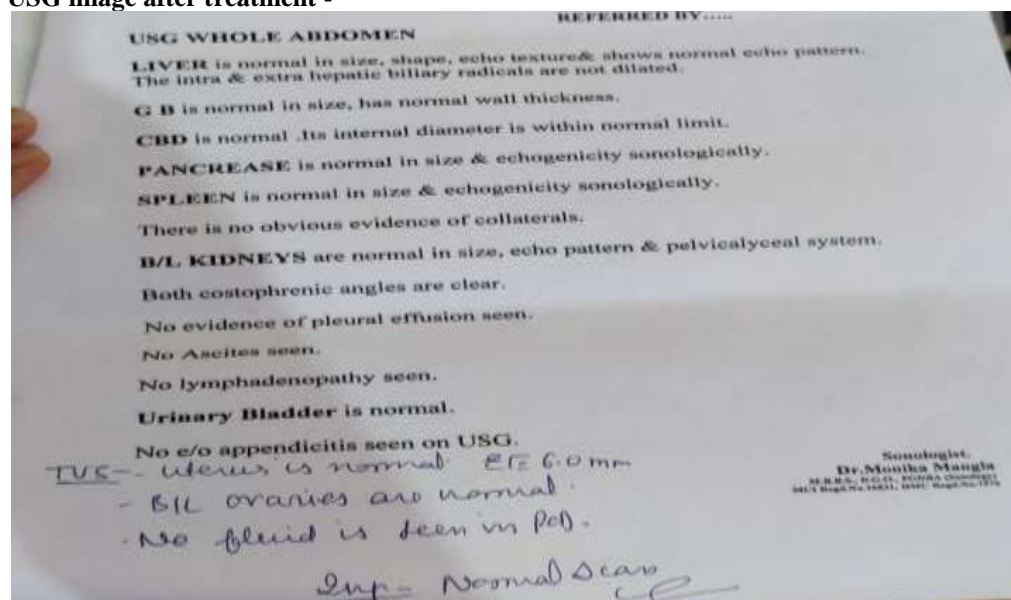 USG image after treatment -
REFERRED BY.....
USG WHOLE ABDOMEN
LIVER is normal in size, shape, echo texture& shows normal echo pattern.
The intra & extra hepatic biliary radicals are not dilated.
G B is normal in size, has normal wall thickness.
CBD is normal .Its internal diameter is within normal limit.
PANCREASE is normal in size & echogenicity sonologically.
SPLEEN is normal in size & echogenicity sonologically.
There is no obvious evidence of collaterals.
B/L KIDNEYS are normal in size, echo pattern & pelvicalyceal system.
Both costophrenic angles are clear.
No evidence of pleural effusion seen.
No Ascites seen.
No lymphadenopathy seen.
Urinary Bladder is normal.
No e/o appendicitis seen on USG.
TVS-- uterus is normal ET= 6.0 mm
- B/L ovaries are normal.
- No fluid is seen in POD.
Imp- Normal Scan
Sonologist.
Dr.Monika Mangla
M.B.B.S., D.G.O.,